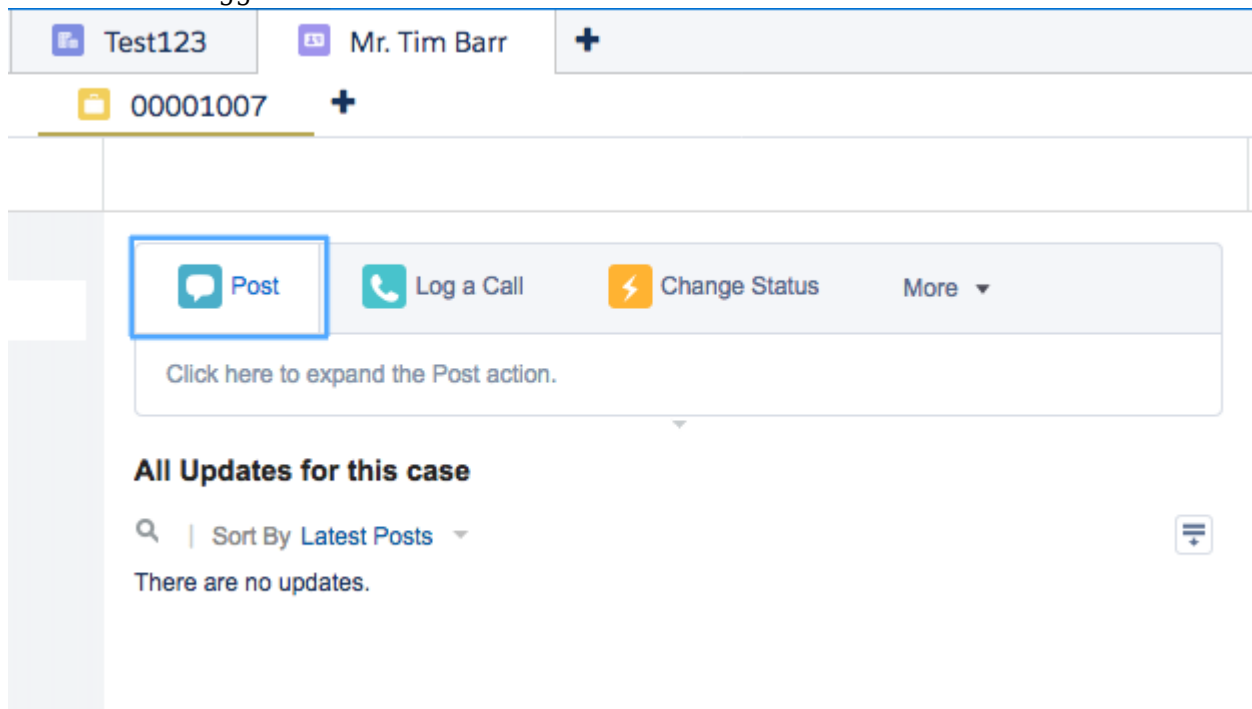 Test123 Mr. Tim Barr +
00001007 +
Post Log a Call Change Status More
Click here to expand the Post action.
All Updates for this case
| Sort By Latest Posts
There are no updates.